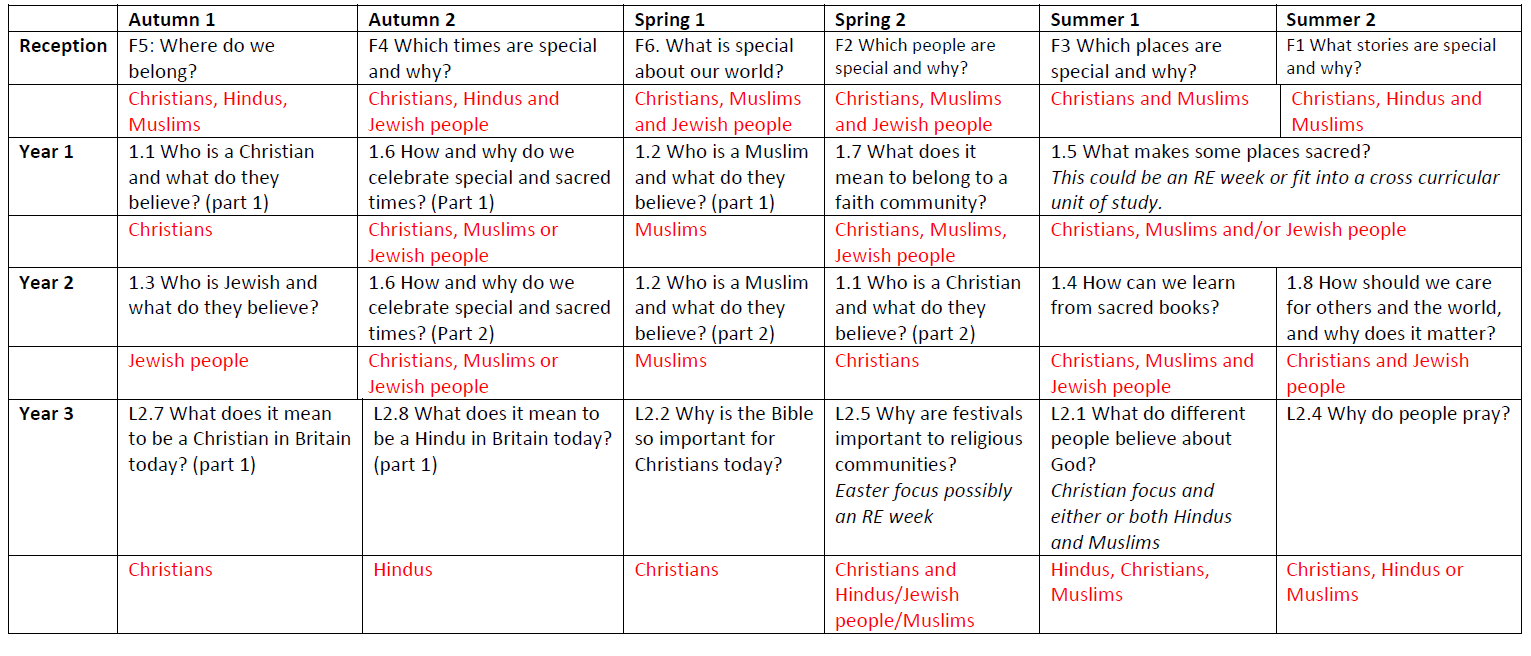 Autumn 1 Autumn 2 Spring 1 Spring 2 Summer 1 Summer 2
Reception
F5: Where do we
belong?
F4 Which times are special
and why?
F6. What is special
about our world?
F2 Which people are
special and why?
F3 Which places are
special and why?
F1 What stories are special
and why?
Christians, Hindus,
Muslims
Christians, Hindus and
Jewish people
Christians, Muslims
and Jewish people
Christians, Muslims
and Jewish people
Christians and Muslims
Christians, Hindus and
Muslims
Year 1
1.1 Who is a Christian
and what do they
believe? (part 1)
1.6 How and why do we
celebrate special and sacred
times? (Part 1)
1.2 Who is a Muslim
and what do they
believe? (part 1)
1.7 What does it
mean to belong to a
faith community?
1.5 What makes some places sacred?
This could be an RE week or fit into a cross curricular
unit of study.
Christians
Christians, Muslims or
Jewish people
Muslims
Christians, Muslims,
Jewish people
Christians, Muslims and/or Jewish people
Year 2
1.3 Who is Jewish and
what do they believe?
1.6 How and why do we
celebrate special and sacred
times? (Part 2)
1.2 Who is a Muslim
and what do they
believe? (part 2)
1.1 Who is a Christian
and what do they
believe? (part 2)
1.4 How can we learn
from sacred books?
1.8 How should we care
for others and the world,
and why does it matter?
Jewish people
Christians, Muslims or
Jewish people
Muslims
Christians
Christians, Muslims and
Jewish people
Christians and Jewish
people
Year 3
L2.7 What does it mean
to be a Christian in Britain
today? (part 1)
L2.8 What does it mean to
be a Hindu in Britain today?
(part 1)
L2.2 Why is the Bible
so important for
Christians today?
L2.5 Why are festivals
important to religious
communities?
Easter focus possibly
an RE week
L2.1 What do different
people believe about
God?
Christian focus and
either or both Hindus
and Muslims
L2.4 Why do people pray?
Christians
Hindus
Christians
Christians and
Hindus/Jewish
people/Muslims
Hindus, Christians,
Muslims
Christians, Hindus or
Muslims